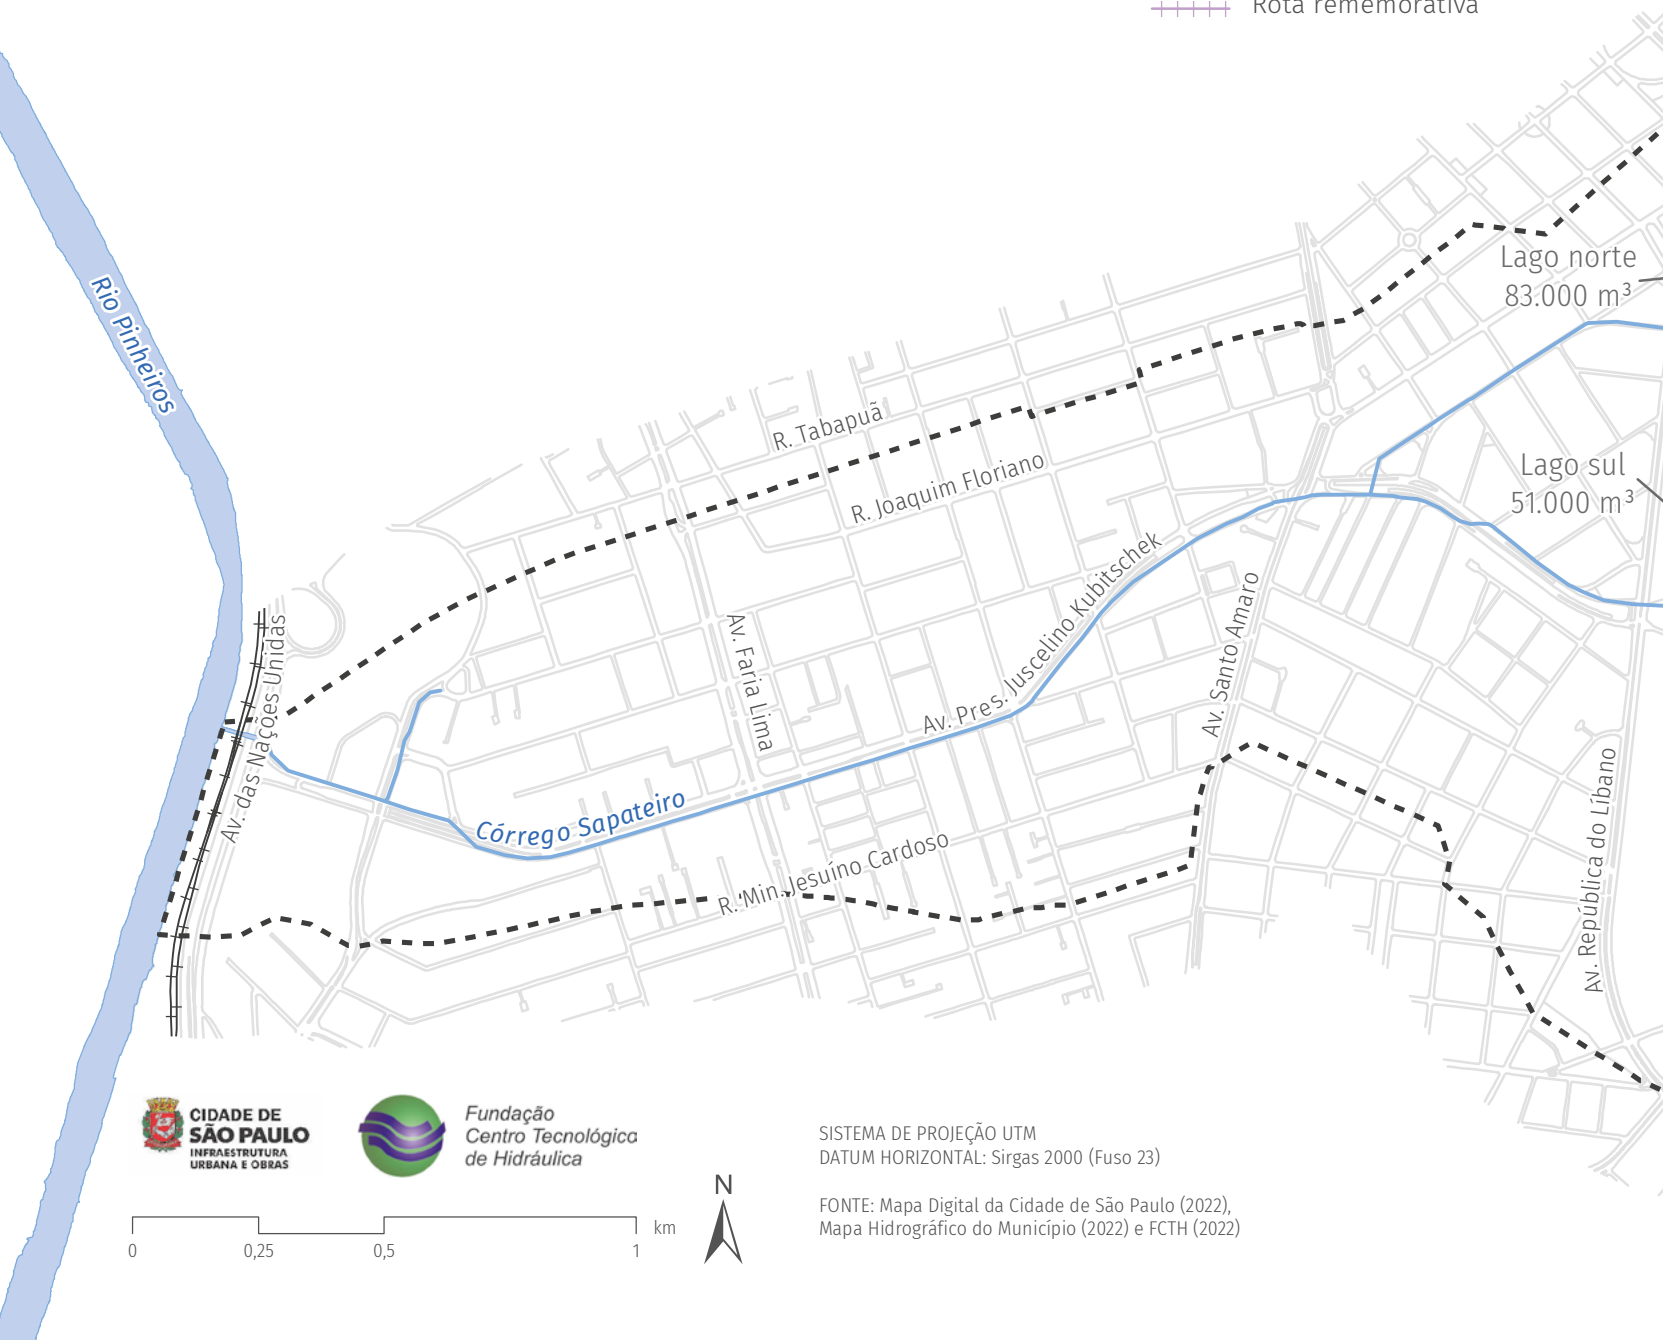 Rota rememorativa
Lago norte
83.000 m³
Rio Pinheiros
R. Tabapuã
R. Joaquim Floriano
Lago sul
51.000 m³
Av. Pres. Juscelino Kubitschek
Av. Santo Amaro
Av. Faria Lima
Av. das Nações Unidas
Córrego Sapateiro
R. Min. Jesuíno Cardoso
Av. República do Líbano
CIDADE DE
SÃO PAULO
INFRAESTRUTURA
URBANA E OBRAS
Fundação
Centro Tecnológico
de Hidráulica
SISTEMA DE PROJEÇÃO UTM
DATUM HORIZONTAL: Sirgas 2000 (Fuso 23)
FONTE: Mapa Digital da Cidade de São Paulo (2022),
Mapa Hidrográfico do Município (2022) e FCTH (2022)
N
km
0 0,25 0,5 1